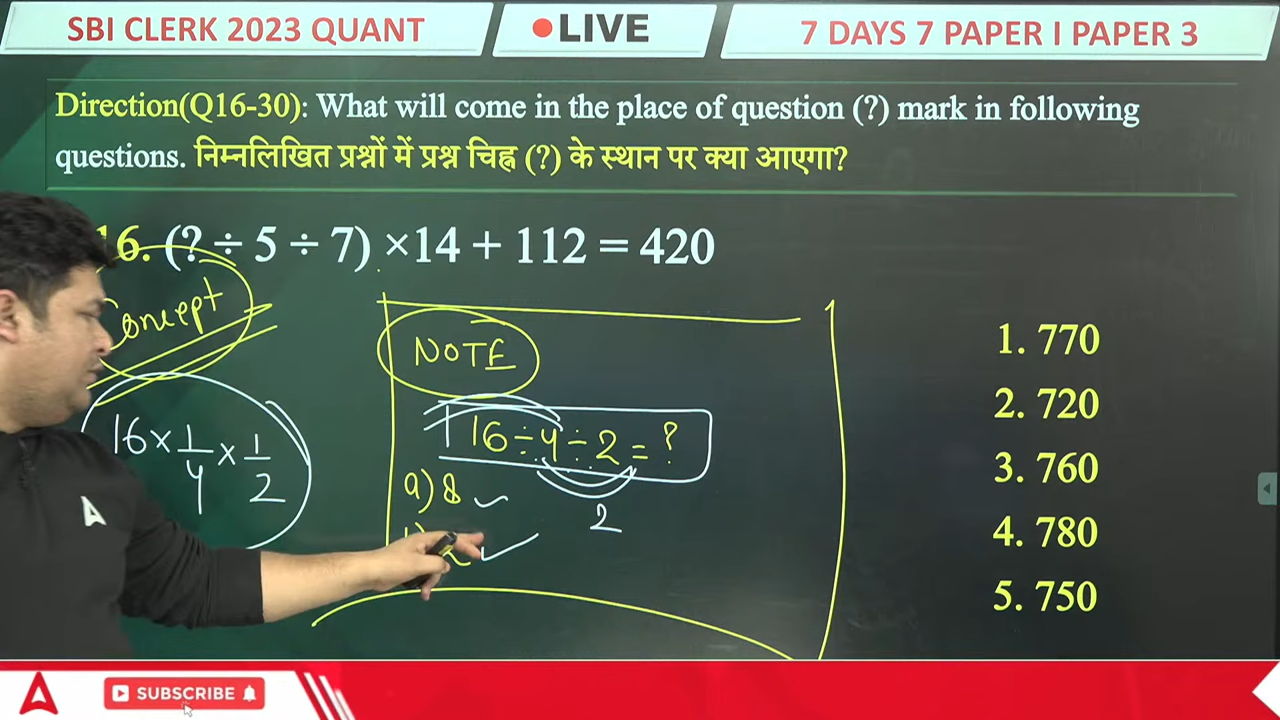 SBI CLERK 2023 QUANT
LIVE
7 DAYS 7 PAPER I PAPER 3
Direction(Q16-30): What will come in the place of question (?) mark in following
questions. निम्नलिखित प्रश्नों में प्रश्न चिह्न (?) के स्थान पर क्या आएगा?
16. (? ÷ 5 ÷ 7) ×14 + 112 = 420
Concept
NOTE
16 × 1/4 × 1/2
16 ÷ 4 ÷ 2 = ?
a) 8
2
1. 770
2. 720
3. 760
4. 780
5. 750
SUBSCRIBE